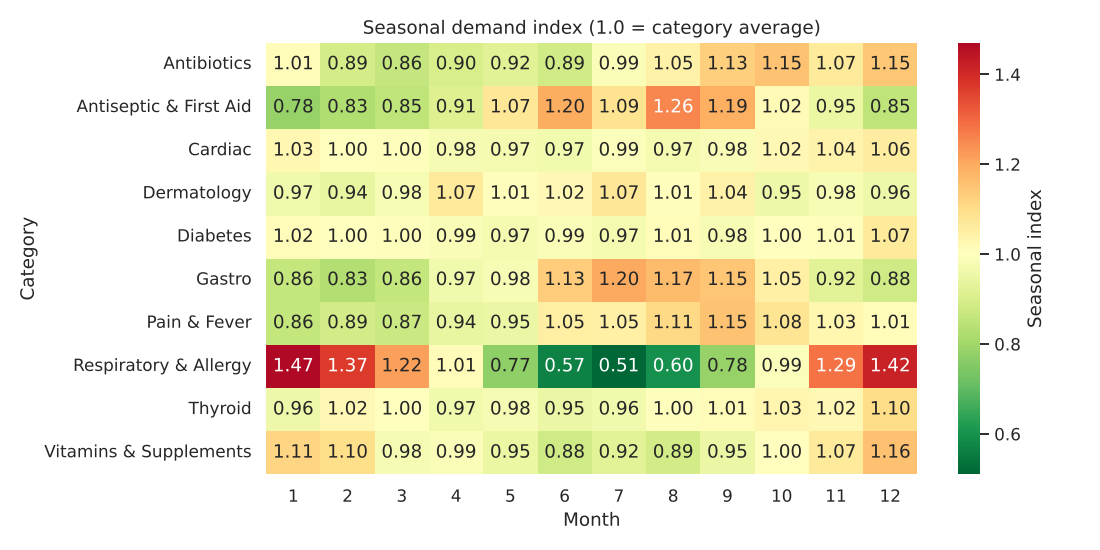 Seasonal demand index (1.0 = category average)
Antibiotics 1.01 0.89 0.86 0.90 0.92 0.89 0.99 1.05 1.13 1.15 1.07 1.15
Antiseptic & First Aid 0.78 0.83 0.85 0.91 1.07 1.20 1.09 1.26 1.19 1.02 0.95 0.85
Cardiac 1.03 1.00 1.00 0.98 0.97 0.97 0.99 0.97 0.98 1.02 1.04 1.06
Dermatology 0.97 0.94 0.98 1.07 1.01 1.02 1.07 1.01 1.04 0.95 0.98 0.96
Diabetes 1.02 1.00 1.00 0.99 0.97 0.99 0.97 1.01 0.98 1.00 1.01 1.07
Gastro 0.86 0.83 0.86 0.97 0.98 1.13 1.20 1.17 1.15 1.05 0.92 0.88
Pain & Fever 0.86 0.89 0.87 0.94 0.95 1.05 1.05 1.11 1.15 1.08 1.03 1.01
Respiratory & Allergy 1.47 1.37 1.22 1.01 0.77 0.57 0.51 0.60 0.78 0.99 1.29 1.42
Thyroid 0.96 1.02 1.00 0.97 0.98 0.95 0.96 1.00 1.01 1.03 1.02 1.10
Vitamins & Supplements 1.11 1.10 0.98 0.99 0.95 0.88 0.92 0.89 0.95 1.00 1.07 1.16
1 2 3 4 5 6 7 8 9 10 11 12
Month
Category
1.4
1.2
1.0
0.8
0.6
Seasonal index